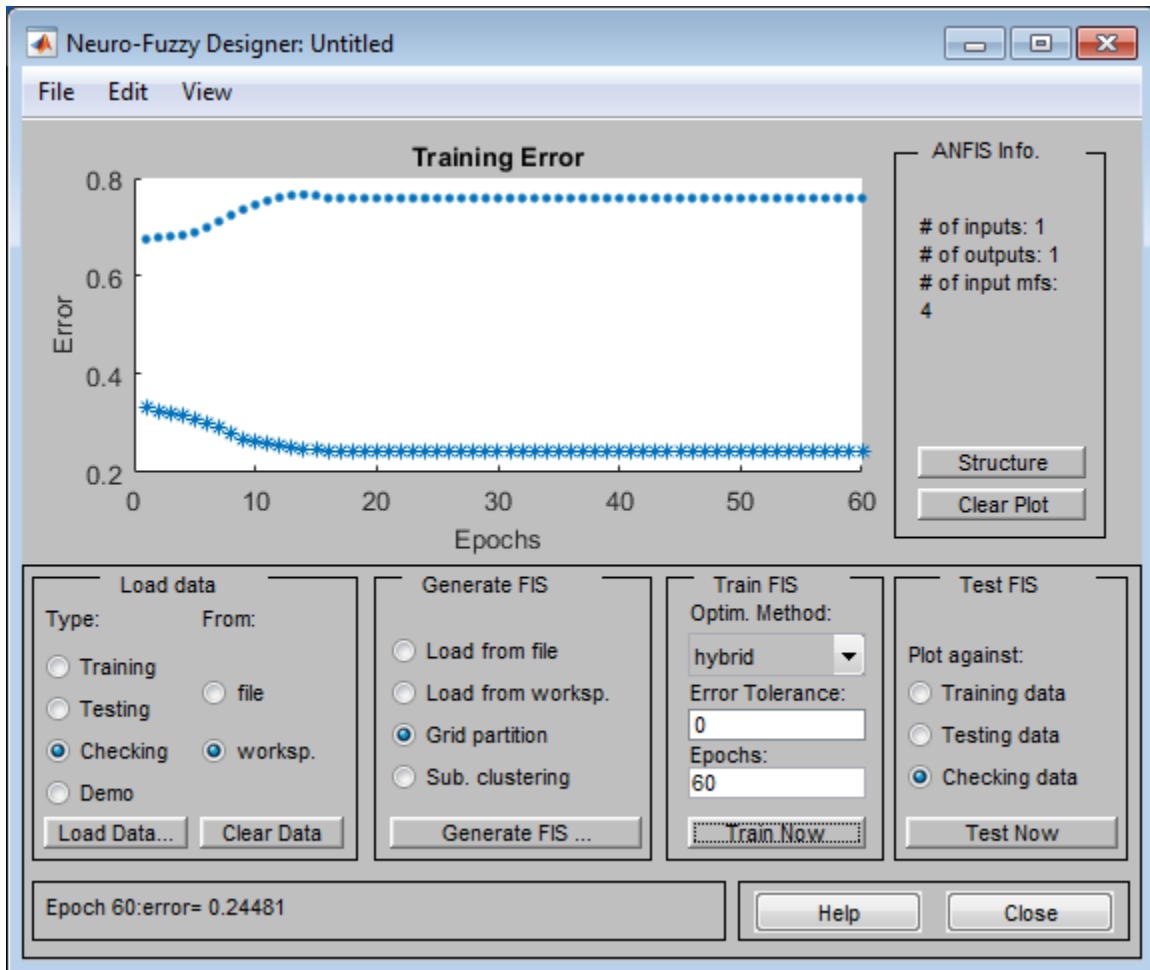 Neuro-Fuzzy Designer: Untitled
File Edit View
Training Error
0.8
0.6
0.4
0.2
Error
0 10 20 30 40 50 60
Epochs
ANFIS Info.
# of inputs: 1
# of outputs: 1
# of input mfs:
4
Structure
Clear Plot
Load data
Type: From:
Training
file
Testing
Checking
worksp.
Demo
Load Data... Clear Data
Generate FIS
Load from file
Load from worksp.
Grid partition
Sub. clustering
Generate FIS ...
Train FIS
Optim. Method:
hybrid
Error Tolerance:
0
Epochs:
60
Train Now
Test FIS
Plot against:
Training data
Testing data
Checking data
Test Now
Epoch 60:error= 0.24481
Help Close